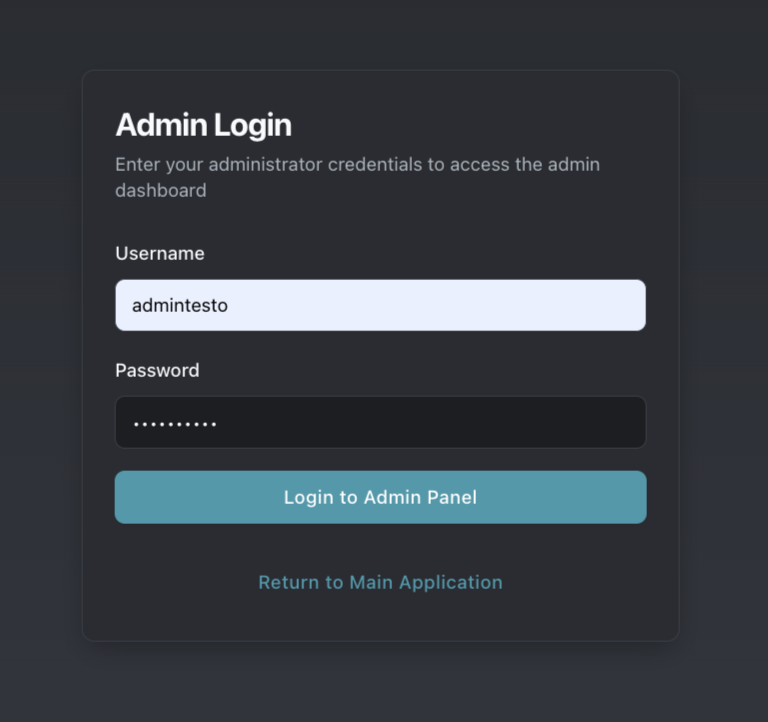 Admin Login
Enter your administrator credentials to access the admin
dashboard
Username
admintesto
Password
••••••••••
Login to Admin Panel
Return to Main Application